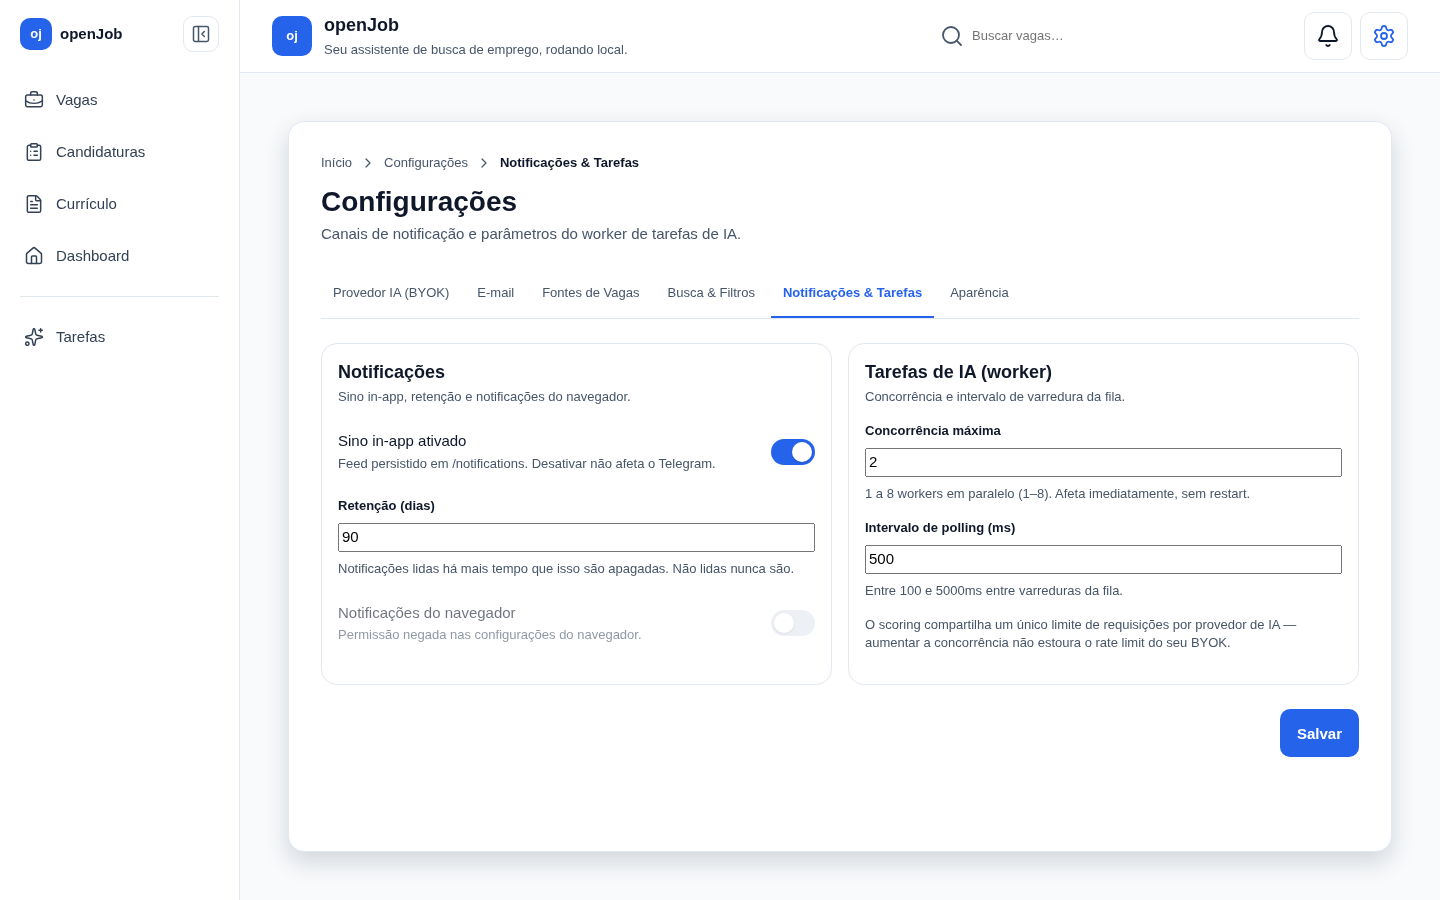 oj openJob
Vagas
Candidaturas
Currículo
Dashboard
Tarefas
oj
openJob
Seu assistente de busca de emprego, rodando local.
Buscar vagas…
Início > Configurações > Notificações & Tarefas
Configurações
Canais de notificação e parâmetros do worker de tarefas de IA.
Provedor IA (BYOK) E-mail Fontes de Vagas Busca & Filtros Notificações & Tarefas Aparência
Notificações
Sino in-app, retenção e notificações do navegador.
Sino in-app ativado
Feed persistido em /notifications. Desativar não afeta o Telegram.
Retenção (dias)
90
Notificações lidas há mais tempo que isso são apagadas. Não lidas nunca são.
Notificações do navegador
Permissão negada nas configurações do navegador.
Tarefas de IA (worker)
Concorrência e intervalo de varredura da fila.
Concorrência máxima
2
1 a 8 workers em paralelo (1–8). Afeta imediatamente, sem restart.
Intervalo de polling (ms)
500
Entre 100 e 5000ms entre varreduras da fila.
O scoring compartilha um único limite de requisições por provedor de IA —
aumentar a concorrência não estoura o rate limit do seu BYOK.
Salvar